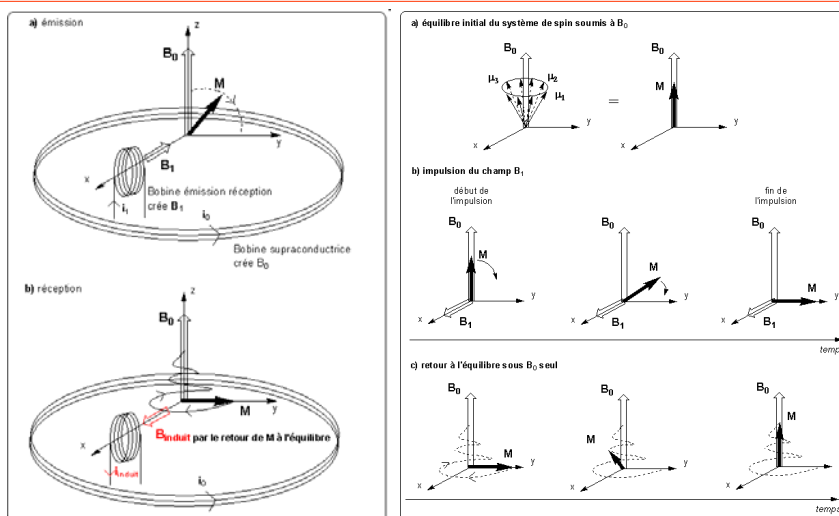 a) émission
z
B0
M
y
x
B1
Bobine émission réception
crée B1
i1
i0
Bobine supraconductrice
crée B0
b) réception
z
B0
M
y
x
Binduit par le retour de M à l'équilibre
iinduit
i0
a) équilibre initial du système de spin soumis à B0
B0
μ3
μ2
μ1
y
x
=
B0
M
y
x
b) impulsion du champ B1
début de
l'impulsion
fin de
l'impulsion
B0
M
y
x
B1
B0
M
y
x
B1
B0
M
y
x
B1
temp
c) retour à l'équilibre sous B0 seul
B0
M
y
x
B0
M
y
x
B0
M
y
x
temp